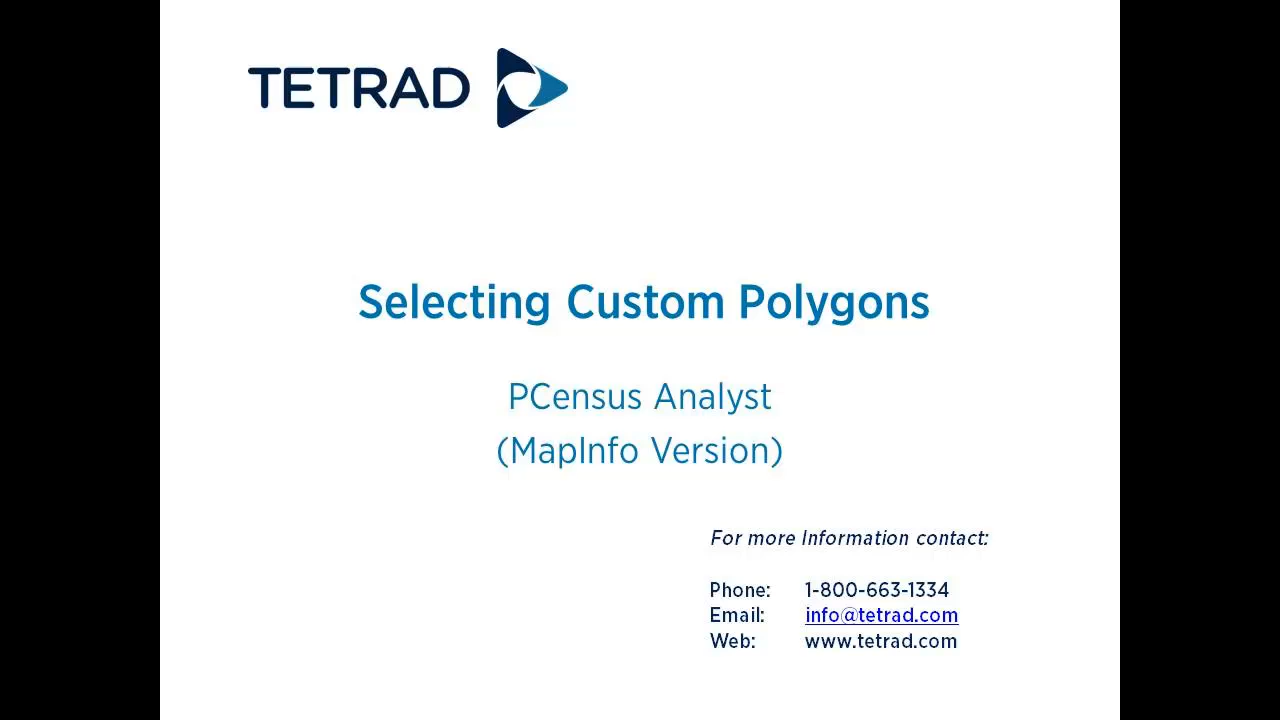 TETRAD
Selecting Custom Polygons
PCensus Analyst
(MapInfo Version)
For more Information contact:
Phone: 1-800-663-1334
Email: info@tetrad.com
Web: www.tetrad.com